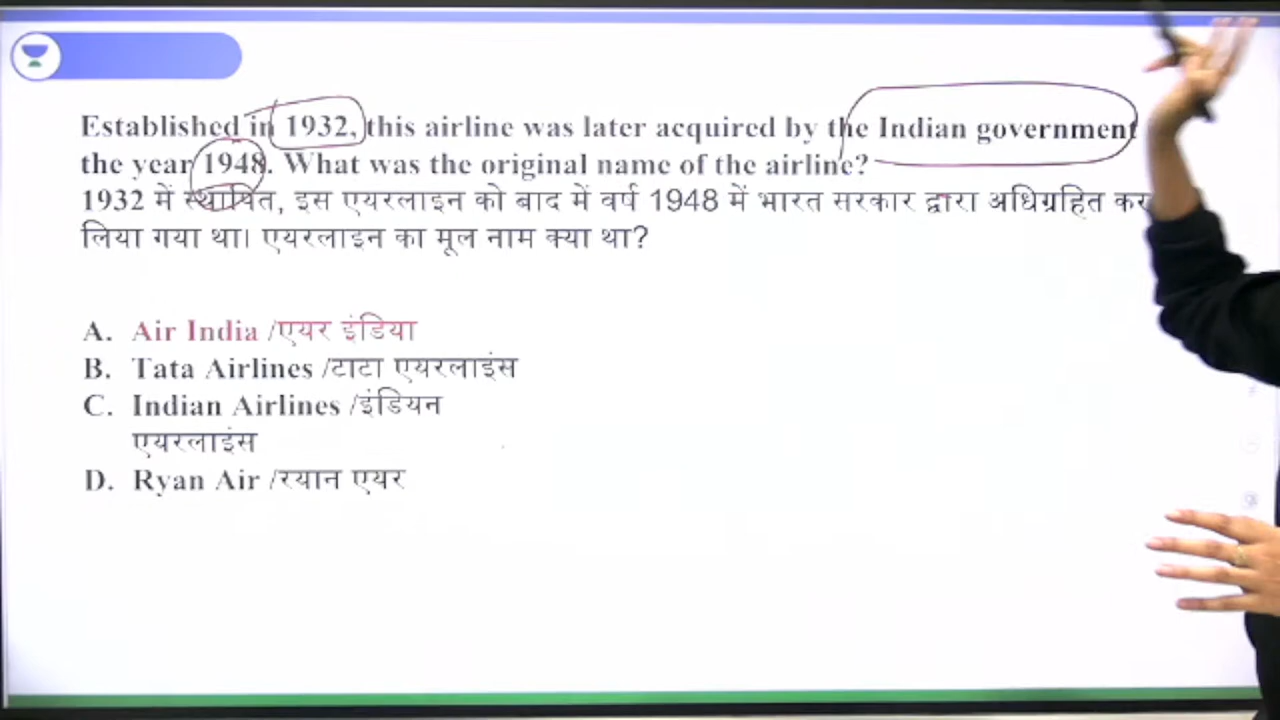 Established in 1932, this airline was later acquired by the Indian government
the year 1948. What was the original name of the airline?
1932 में स्थापित, इस एयरलाइन को बाद में वर्ष 1948 में भारत सरकार द्वारा अधिग्रहित कर
लिया गया था। एयरलाइन का मूल नाम क्या था?
A. Air India /एयर इंडिया
B. Tata Airlines /टाटा एयरलाइंस
C. Indian Airlines /इंडियन
एयरलाइंस
D. Ryan Air /रयान एयर